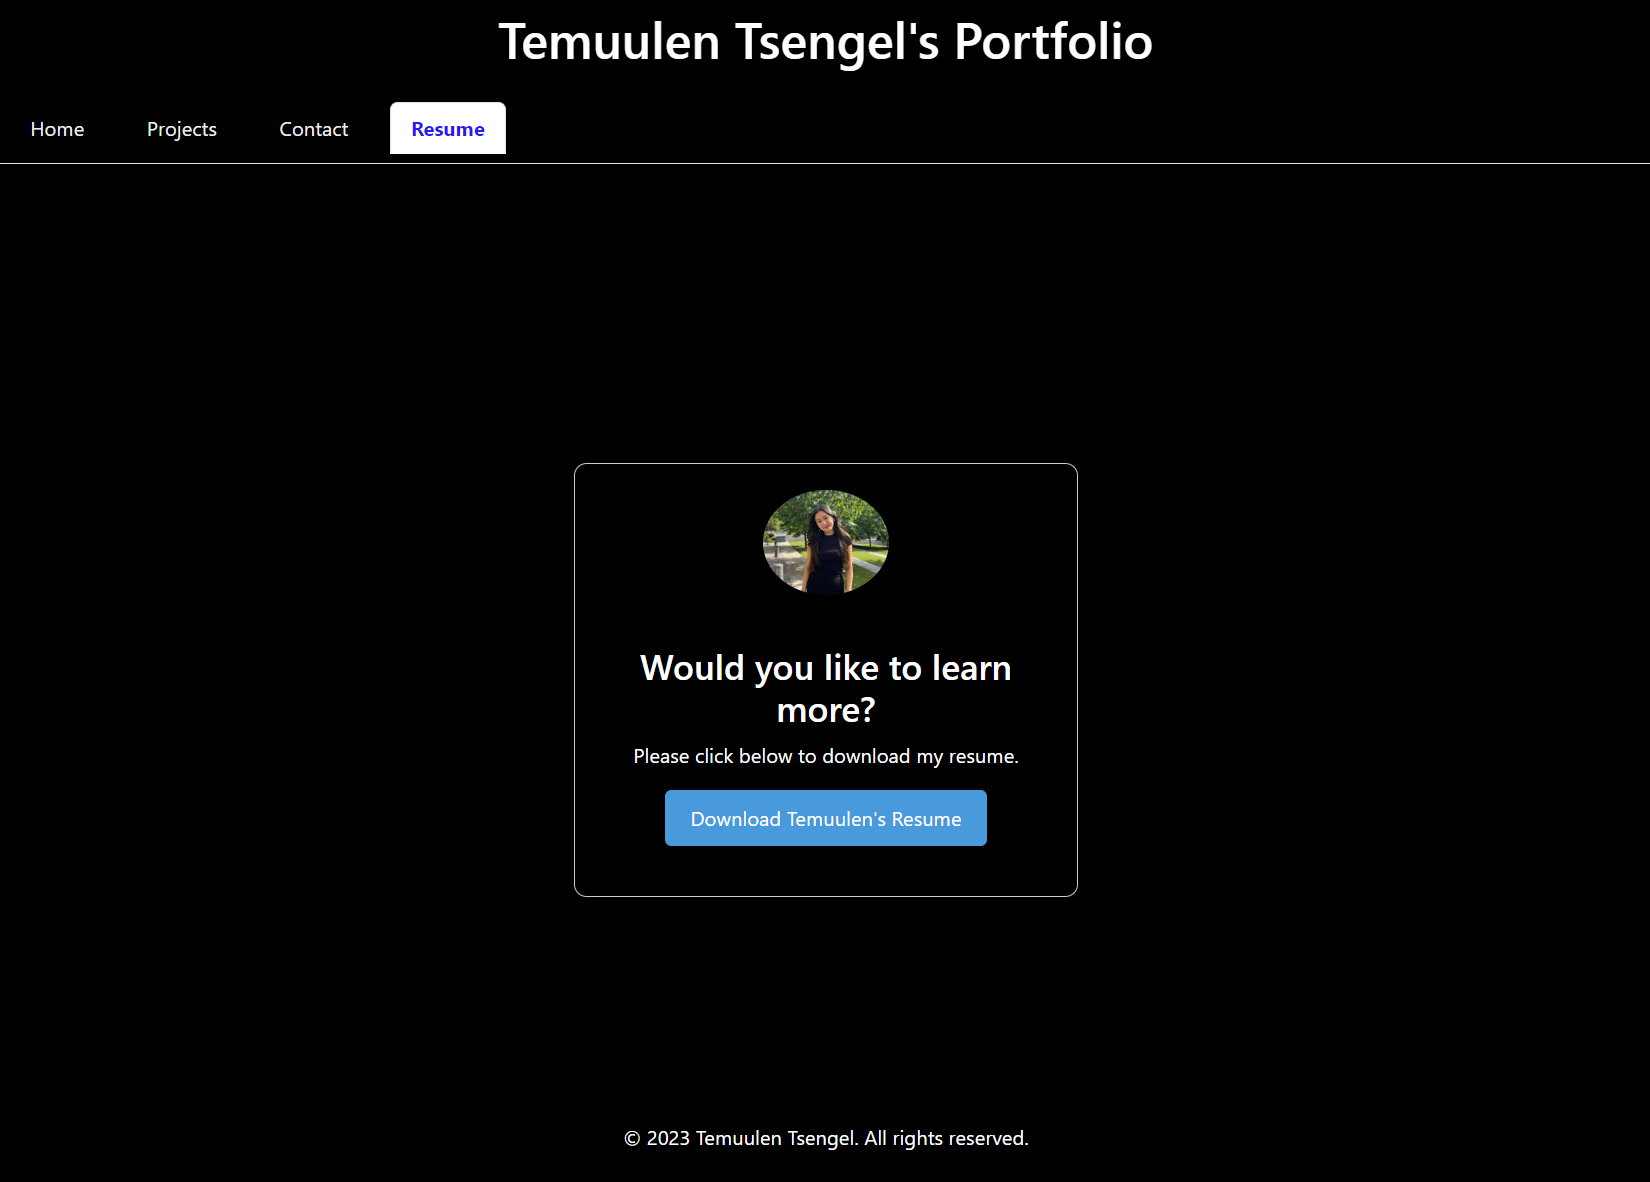 Temuulen Tsengel's Portfolio
Home Projects Contact Resume
Would you like to learn
more?
Please click below to download my resume.
Download Temuulen's Resume
© 2023 Temuulen Tsengel. All rights reserved.